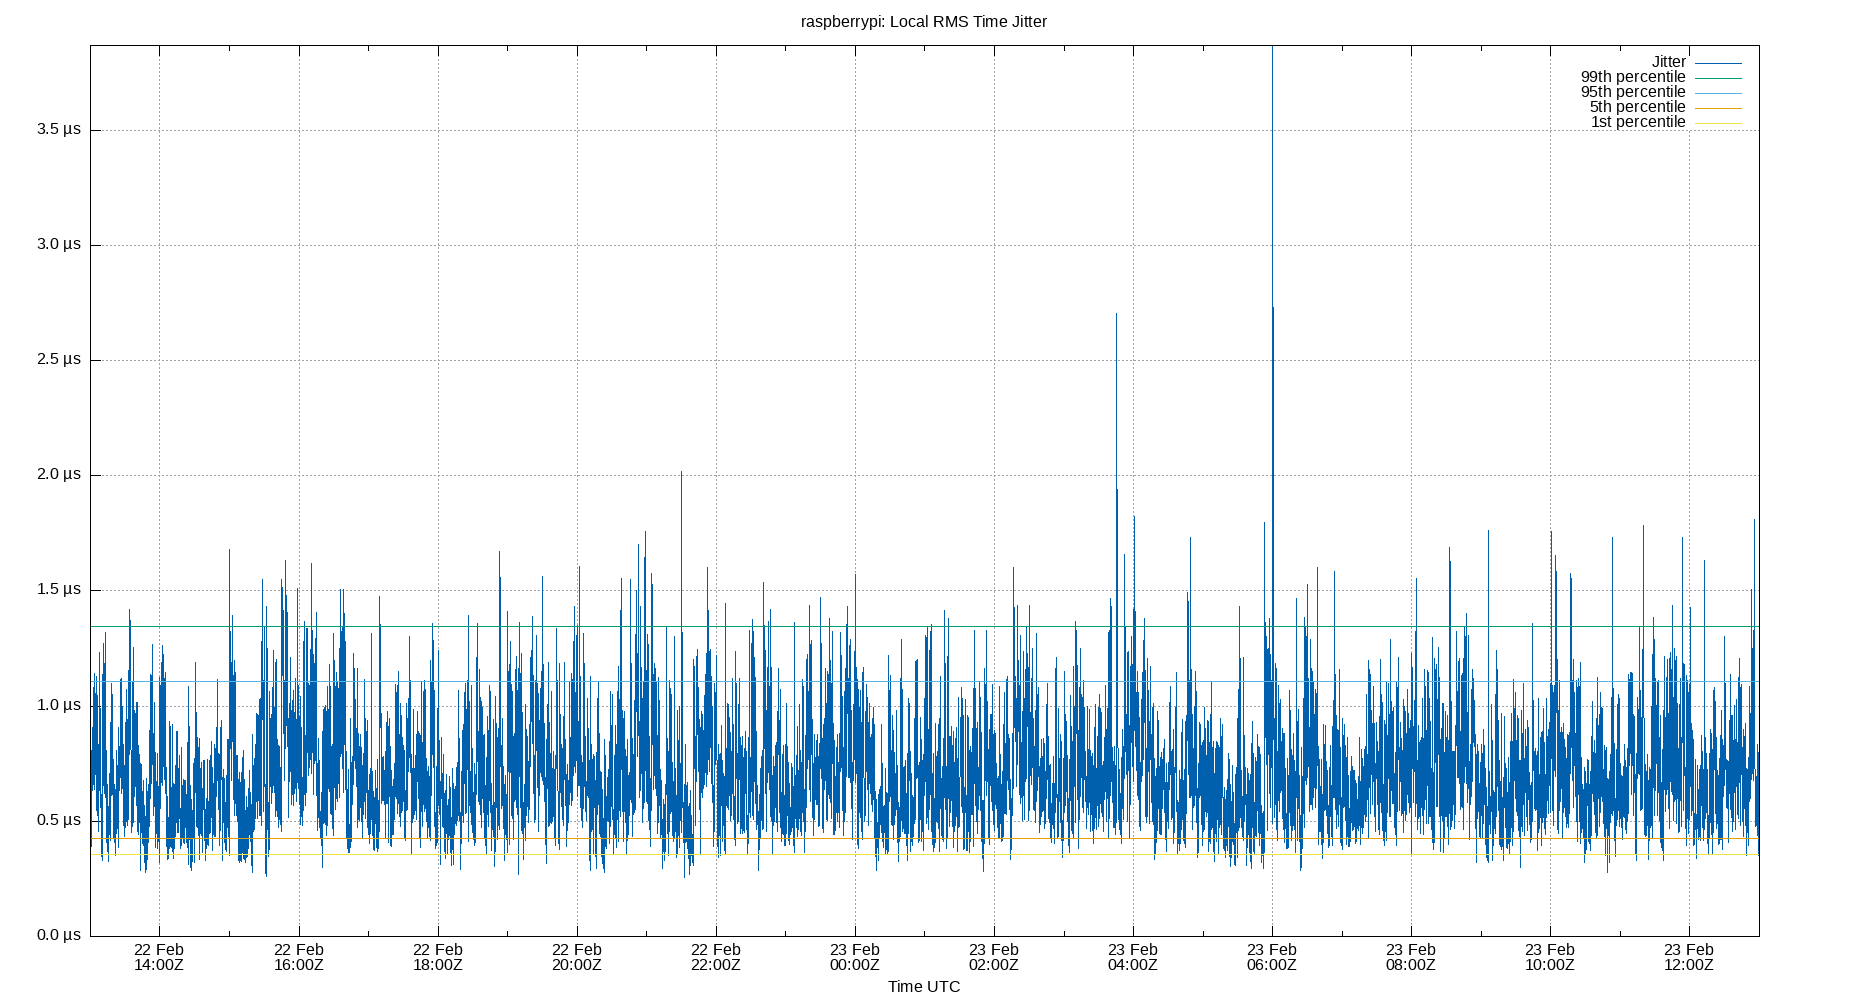 raspberrypi: Local RMS Time Jitter
Jitter
99th percentile
95th percentile
5th percentile
1st percentile
3.5 µs
3.0 µs
2.5 µs
2.0 µs
1.5 µs
1.0 µs
0.5 µs
0.0 µs
22 Feb 22 Feb 22 Feb 22 Feb 22 Feb 23 Feb 23 Feb 23 Feb 23 Feb 23 Feb 23 Feb 23 Feb
14:00Z 16:00Z 18:00Z 20:00Z 22:00Z 00:00Z 02:00Z 04:00Z 06:00Z 08:00Z 10:00Z 12:00Z
Time UTC